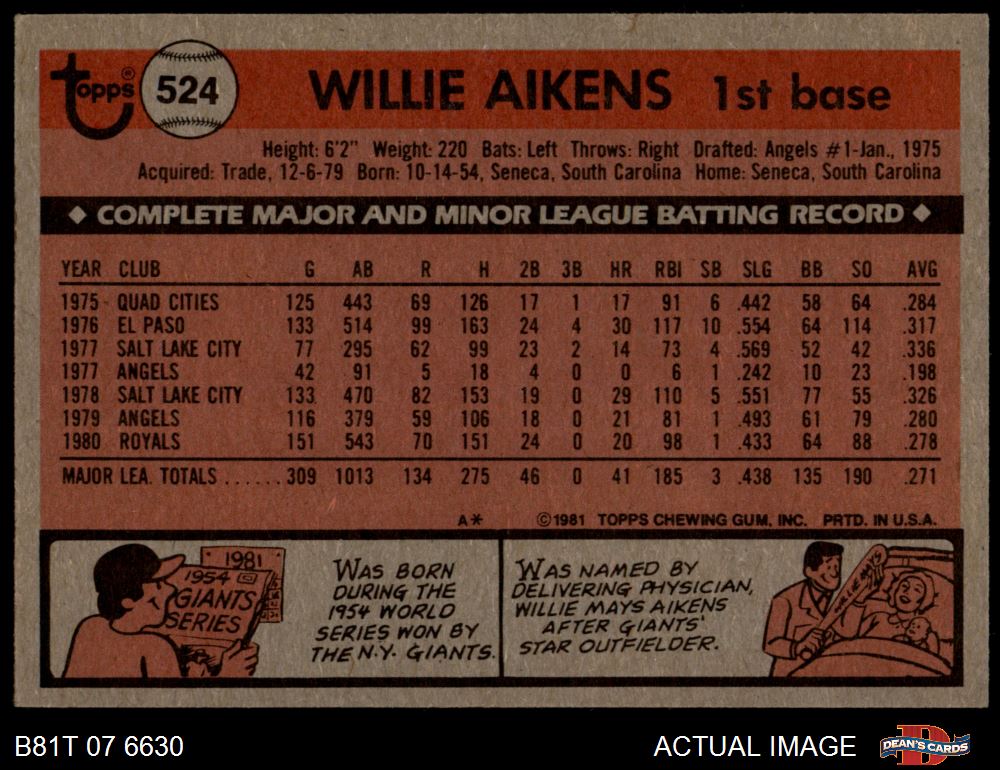 topps® 524 WILLIE AIKENS 1st base
Height: 6'2" Weight: 220 Bats: Left Throws: Right Drafted: Angels #1-Jan., 1975
Acquired: Trade, 12-6-79 Born: 10-14-54, Seneca, South Carolina Home: Seneca, South Carolina
◆ COMPLETE MAJOR AND MINOR LEAGUE BATTING RECORD ◆
YEAR CLUB G AB R H 2B 3B HR RBI SB SLG BB SO AVG
1975 QUAD CITIES 125 443 69 126 17 1 17 91 6 .442 58 64 .284
1976 EL PASO 133 514 99 163 24 4 30 117 10 .554 64 114 .317
1977 SALT LAKE CITY 77 295 62 99 23 2 14 73 4 .569 52 42 .336
1977 ANGELS 42 91 5 18 4 0 0 6 1 .242 10 23 .198
1978 SALT LAKE CITY 133 470 82 153 19 0 29 110 5 .551 77 55 .326
1979 ANGELS 116 379 59 106 18 0 21 81 1 .493 61 79 .280
1980 ROYALS 151 543 70 151 24 0 20 98 1 .433 64 88 .278
MAJOR LEA. TOTALS ...... 309 1013 134 275 46 0 41 185 3 .438 135 190 .271
A* ©1981 TOPPS CHEWING GUM, INC. PRTD. IN U.S.A.
1981
1954
GIANTS
SERIES
WAS BORN
DURING THE
1954 WORLD
SERIES WON BY
THE N.Y. GIANTS.
WAS NAMED BY
DELIVERING PHYSICIAN,
WILLIE MAYS AIKENS
AFTER GIANTS'
STAR OUTFIELDER.
WILLIE MAYS
B81T 07 6630
ACTUAL IMAGE
D
DEAN'S CARDS